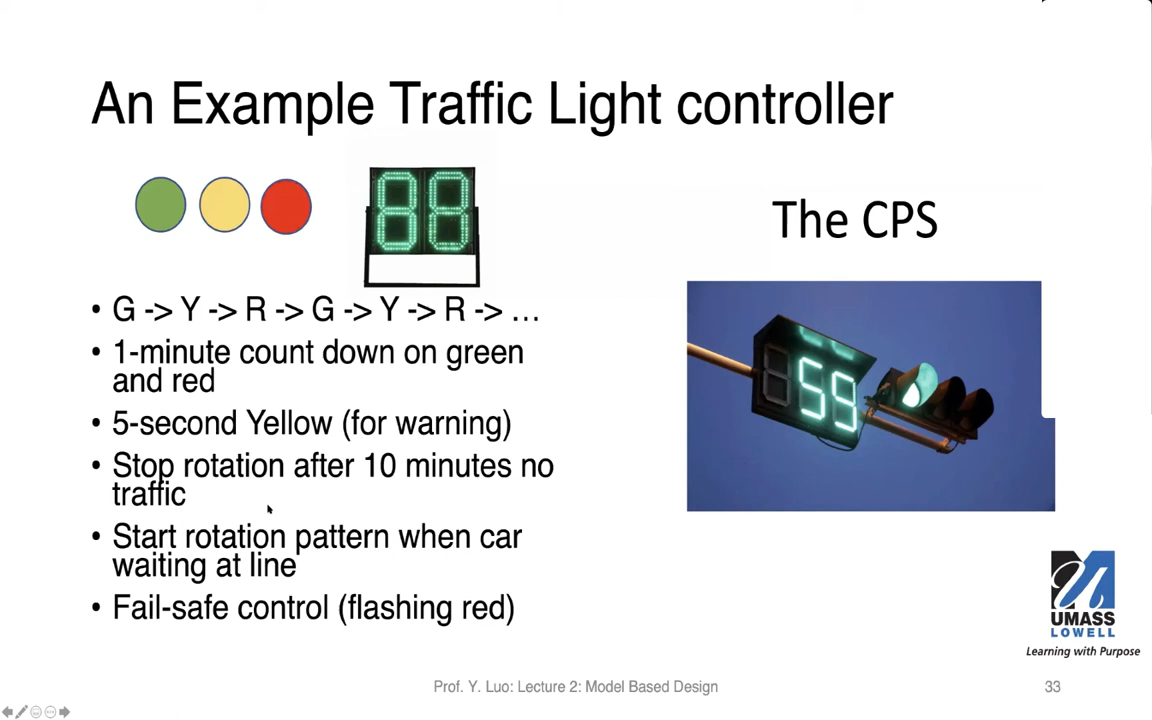 An Example Traffic Light controller
88
The CPS
• G -> Y -> R -> G -> Y -> R -> …
• 1-minute count down on green
and red
59
• 5-second Yellow (for warning)
• Stop rotation after 10 minutes no
traffic
• Start rotation pattern when car
waiting at line
• Fail-safe control (flashing red)
UMASS
LOWELL
Learning with Purpose
Prof. Y. Luo: Lecture 2: Model Based Design
33